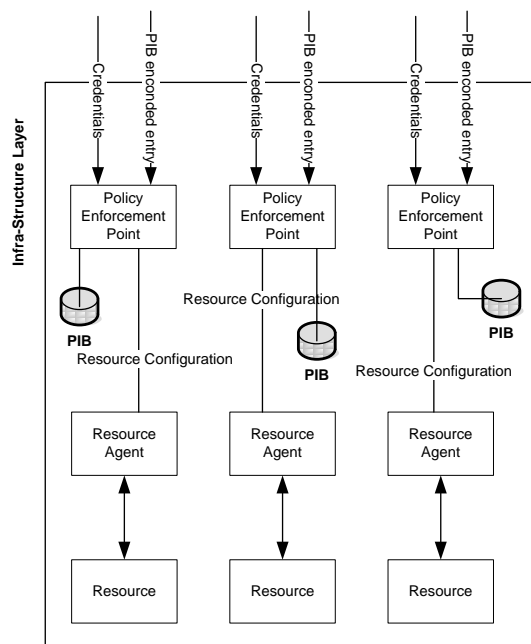 Credentials
PIB enconded entry
Credentials
PIB enconded entry
Credentials
PIB enconded entry
Infra-Structure Layer
Policy
Enforcement
Point
Policy
Enforcement
Point
Policy
Enforcement
Point
PIB
Resource Configuration
PIB
PIB
Resource Configuration
Resource Configuration
Resource
Agent
Resource
Agent
Resource
Agent
Resource
Resource
Resource